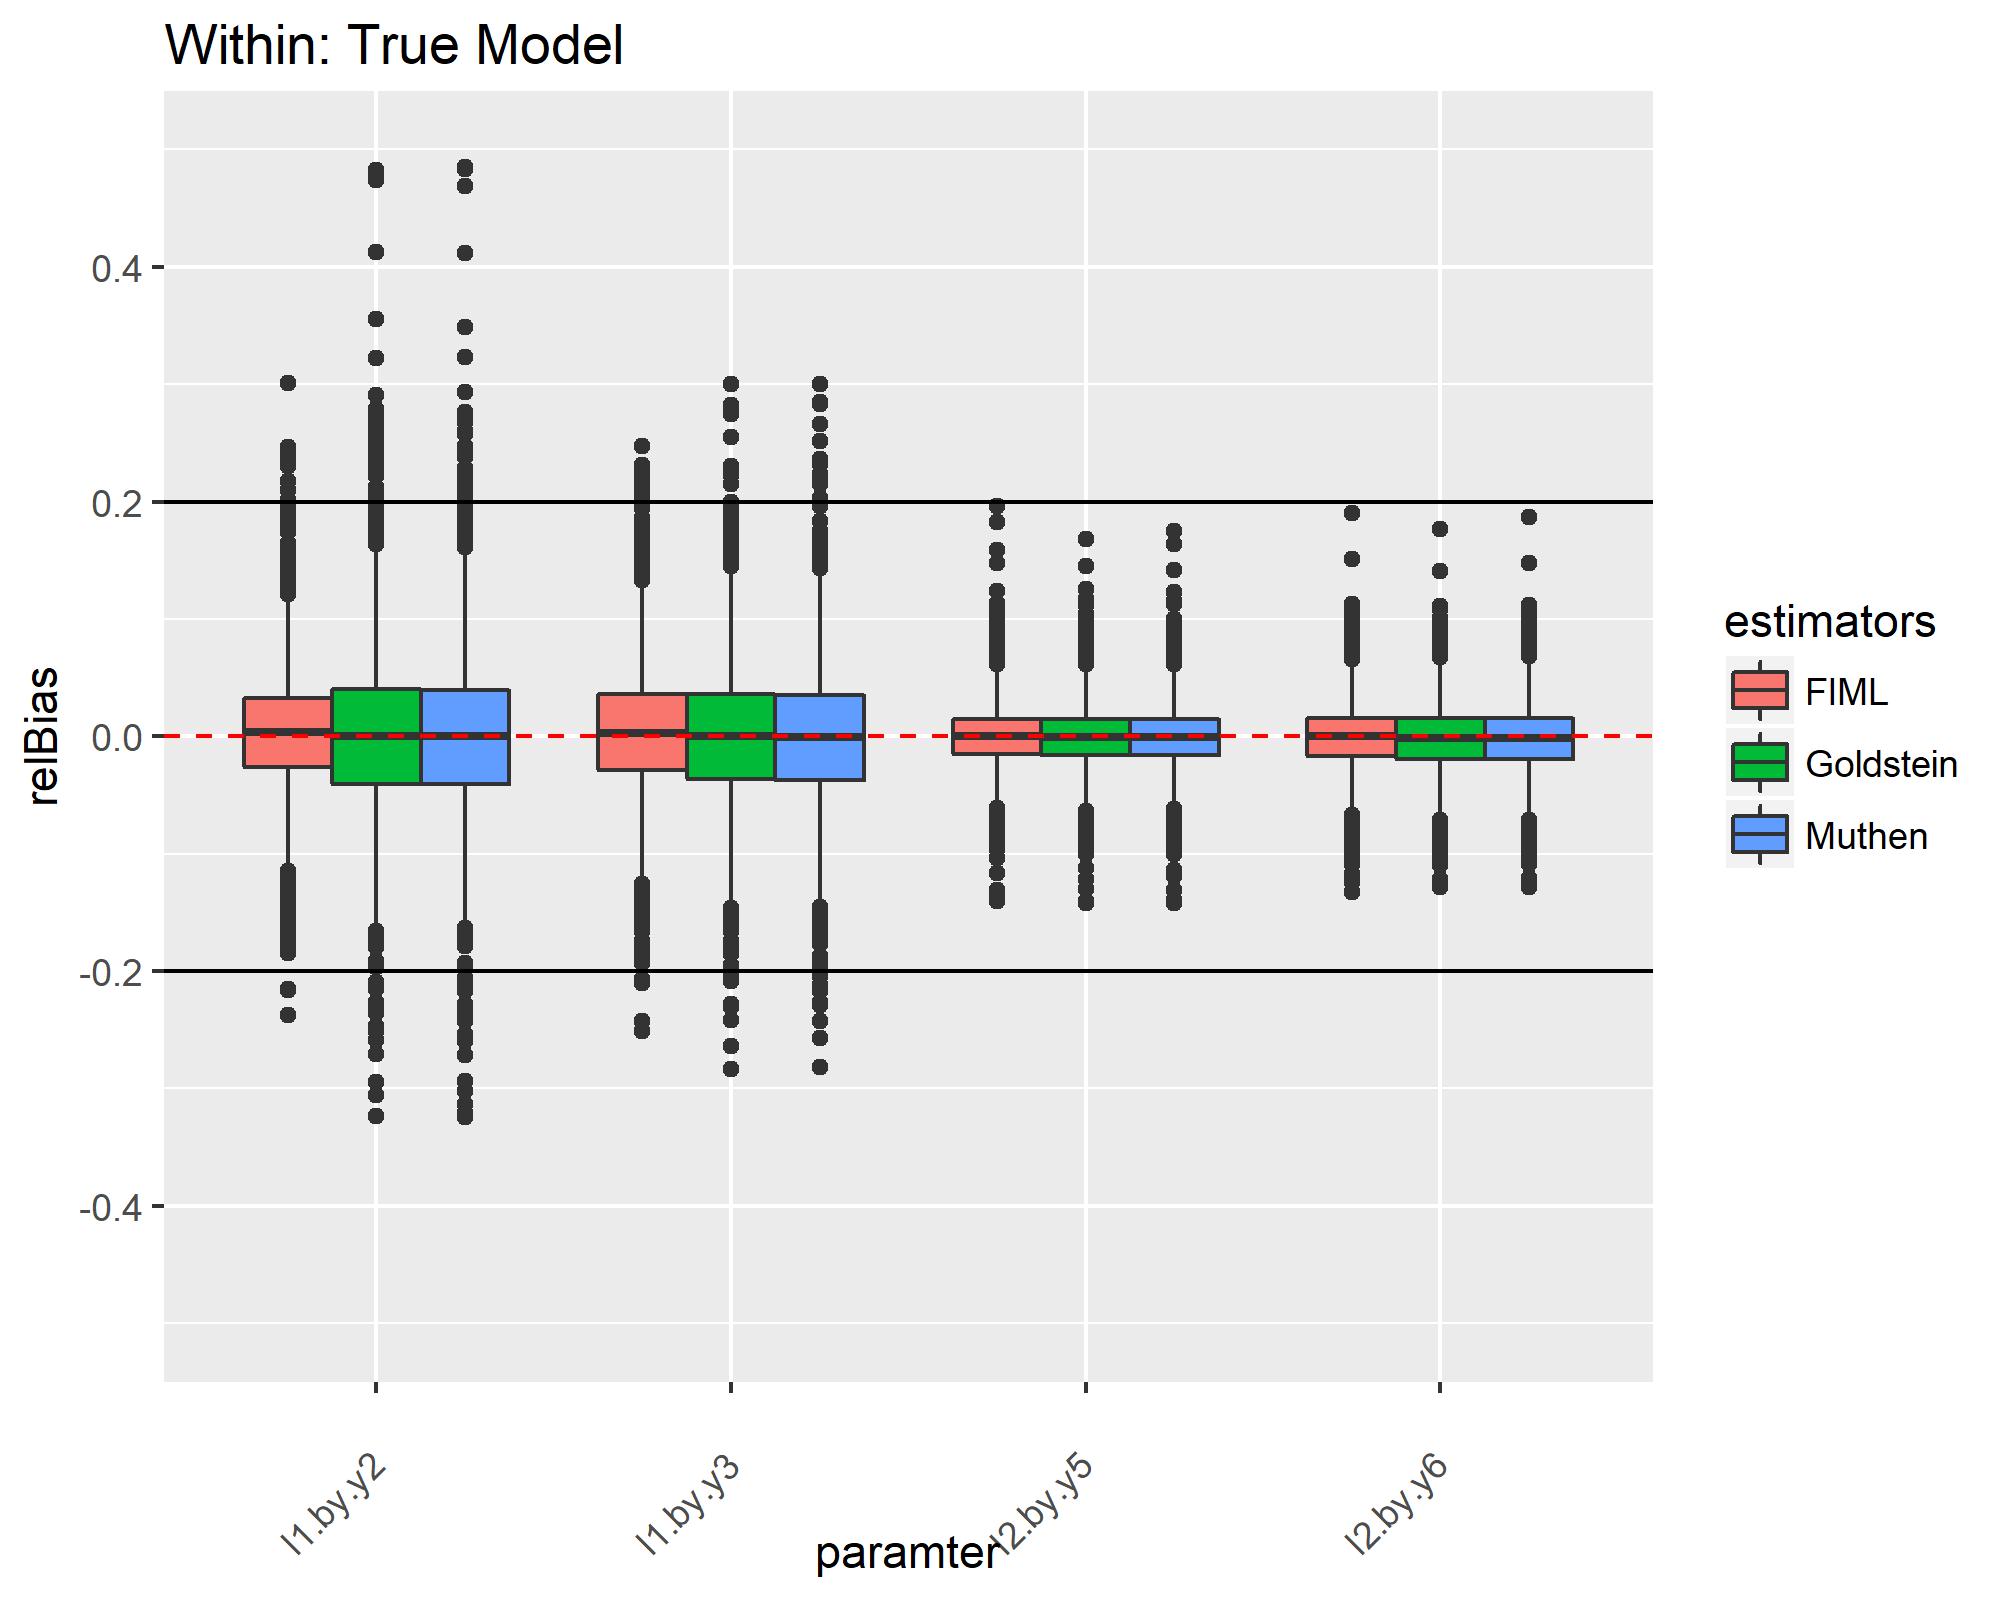 Within: True Model
relBias
0.4
0.2
0.0
-0.2
-0.4
l1.by.y2
l1.by.y3
l2.by.y5
l2.by.y6
paramter
estimators
FIML
Goldstein
Muthen